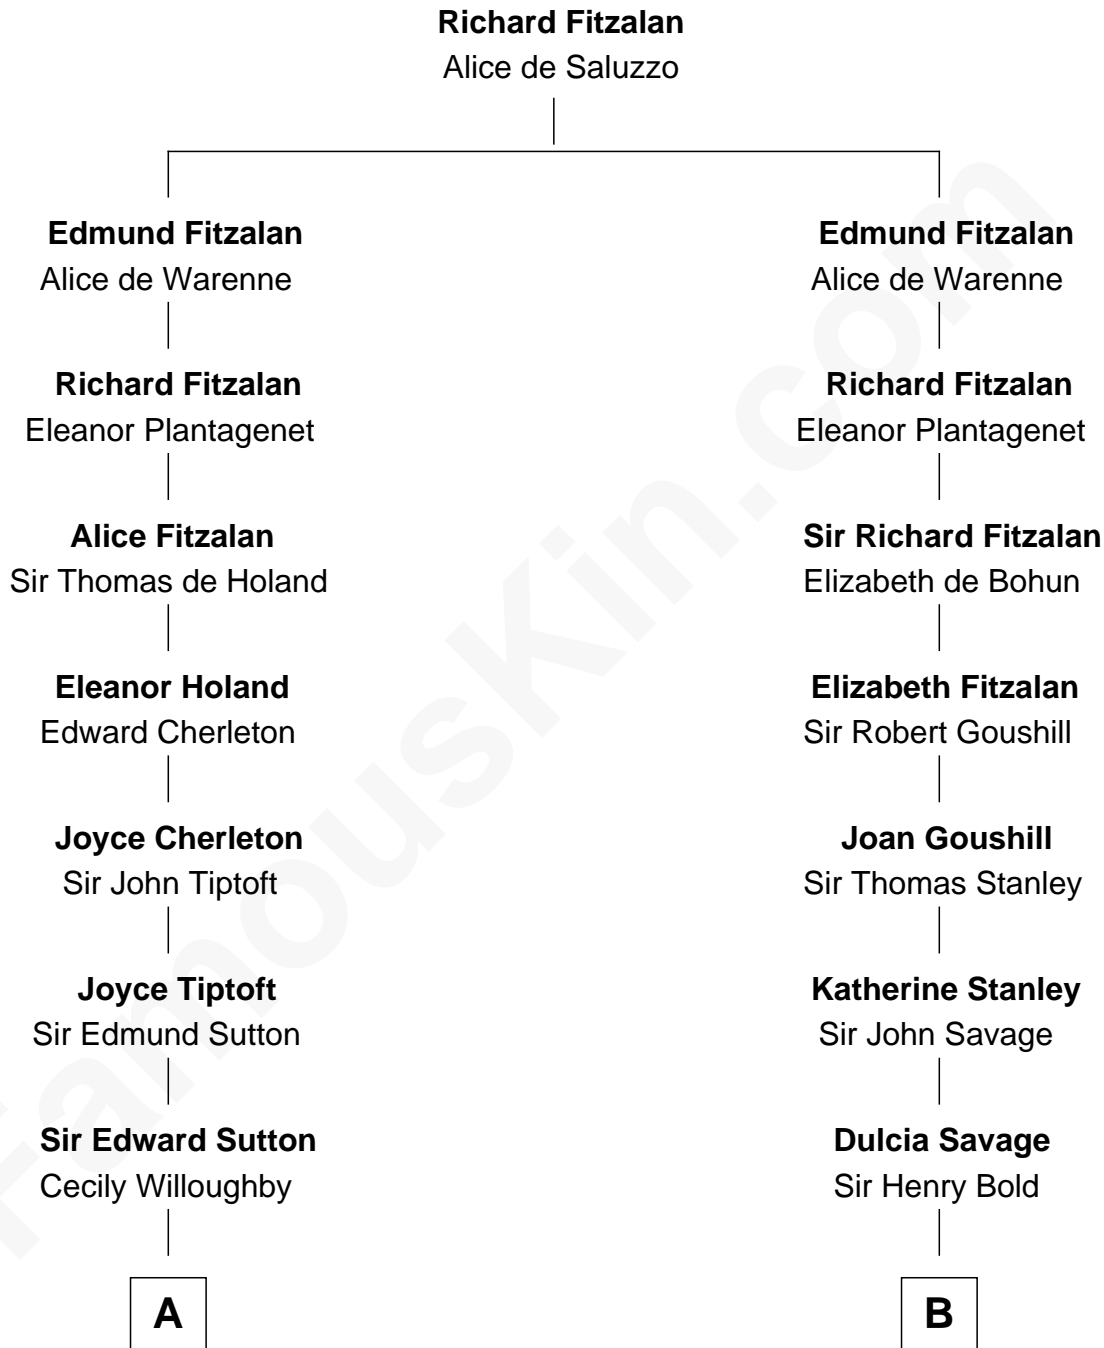 Richard Fitzalan
Alice de Saluzzo
Edmund Fitzalan
Alice de Warenne
Edmund Fitzalan
Alice de Warenne
Richard Fitzalan
Eleanor Plantagenet
Richard Fitzalan
Eleanor Plantagenet
Alice Fitzalan
Sir Thomas de Holand
Sir Richard Fitzalan
Elizabeth de Bohun
Eleanor Holand
Edward Cherleton
Elizabeth Fitzalan
Sir Robert Goushill
Joyce Cherleton
Sir John Tiptoft
Joan Goushill
Sir Thomas Stanley
Joyce Tiptoft
Sir Edmund Sutton
Katherine Stanley
Sir John Savage
Sir Edward Sutton
Cecily Willoughby
Dulcia Savage
Sir Henry Bold
A
B
FamousKin.com